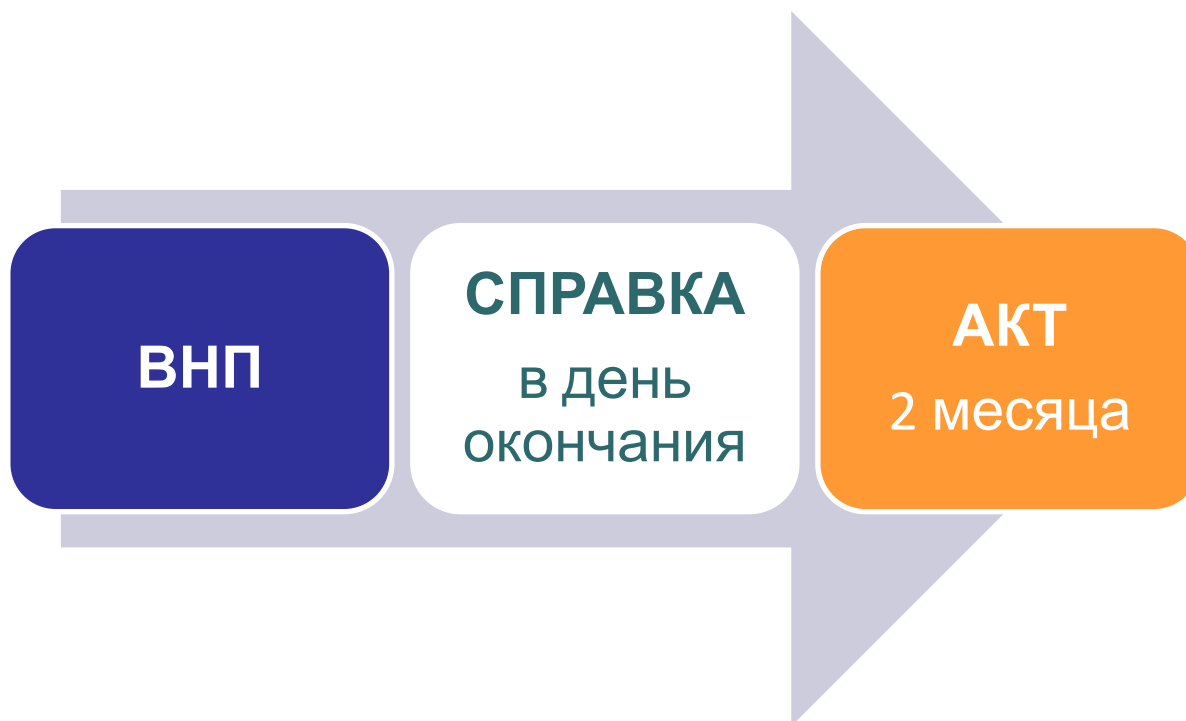 ВНП
СПРАВКА
в день
окончания
АКТ
2 месяца